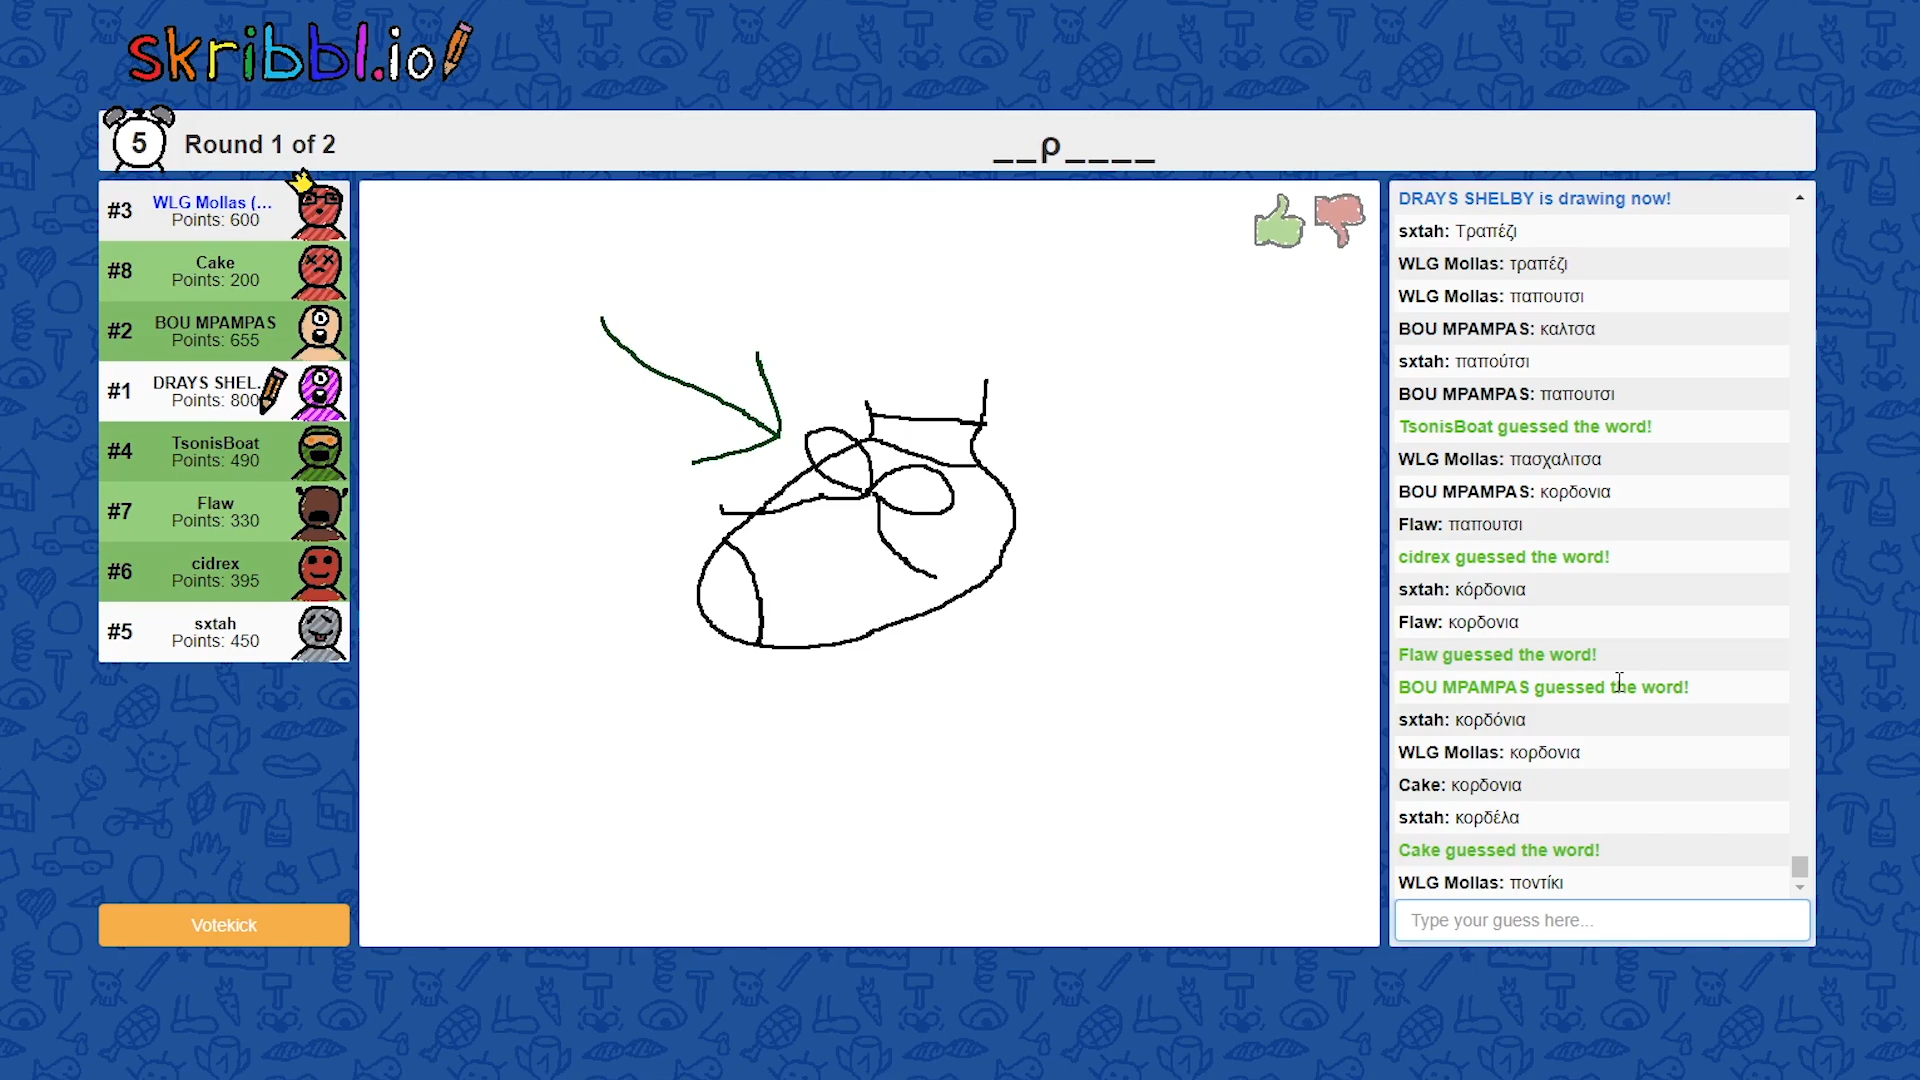 skribbl.io
5
Round 1 of 2
__ρ____
#3
WLG Mollas (...
Points: 600
#8
Cake
Points: 200
#2
BOU MPAMPAS
Points: 655
#1
DRAYS SHEL...
Points: 800
#4
TsonisBoat
Points: 490
#7
Flaw
Points: 330
#6
cidrex
Points: 395
#5
sxtah
Points: 450
Votekick
DRAYS SHELBY is drawing now!
sxtah: Τραπέζι
WLG Mollas: τραπέζι
WLG Mollas: παπουτσι
BOU MPAMPAS: καλτσα
sxtah: παπούτσι
BOU MPAMPAS: παπουτσι
TsonisBoat guessed the word!
WLG Mollas: πασχαλιτσα
BOU MPAMPAS: κορδονια
Flaw: παπουτσι
cidrex guessed the word!
sxtah: κόρδονια
Flaw: κορδονια
Flaw guessed the word!
BOU MPAMPAS guessed the word!
sxtah: κορδόνια
WLG Mollas: κορδονια
Cake: κορδονια
sxtah: κορδέλα
Cake guessed the word!
WLG Mollas: ποντίκι
Type your guess here...